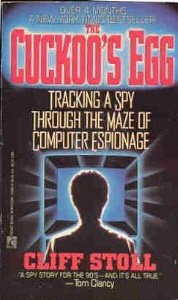 OVER 4 MONTHS
A NEW YORK TIMES BESTSELLER
THE
CUCKOO'S EGG
TRACKING A SPY
THROUGH THE MAZE OF
COMPUTER ESPIONAGE
CLIFF STOLL
"A SPY STORY FOR THE 90'S—AND IT'S ALL TRUE."
—Tom Clancy